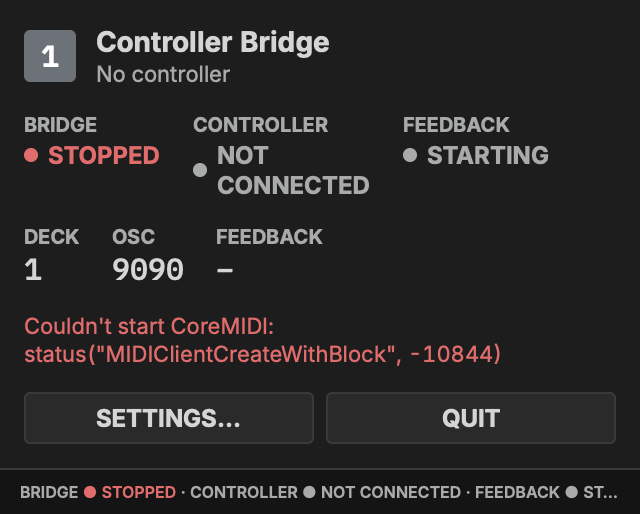 1
Controller Bridge
No controller
BRIDGE
STOPPED
CONTROLLER
NOT
CONNECTED
FEEDBACK
STARTING
DECK
1
OSC
9090
FEEDBACK
–
Couldn't start CoreMIDI:
status("MIDIClientCreateWithBlock", -10844)
SETTINGS...
QUIT
BRIDGE ● STOPPED · CONTROLLER ● NOT CONNECTED · FEEDBACK ● ST...